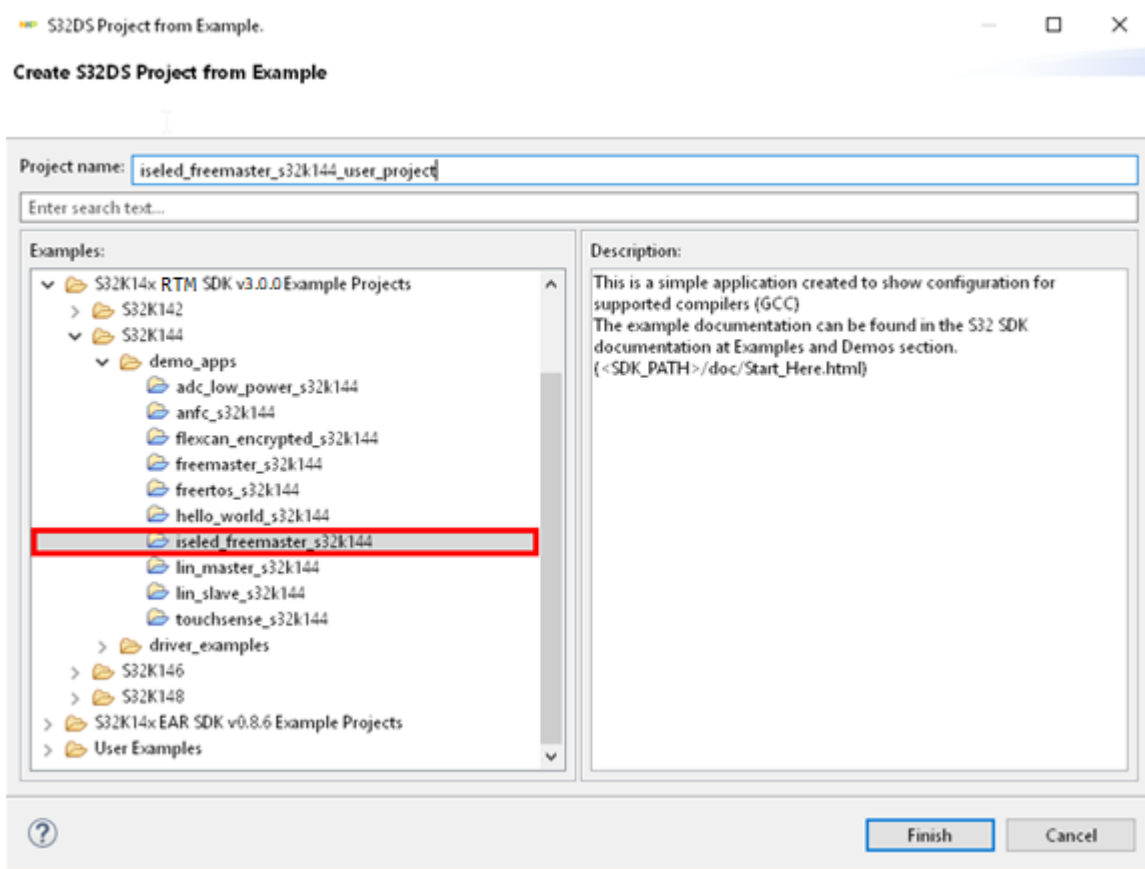 S32DS Project from Example.
Create S32DS Project from Example
Project name: iseled_freemaster_s32k144_user_project
Enter search text...
Examples:
S32K14x RTM SDK v3.0.0 Example Projects
S32K142
S32K144
demo_apps
adc_low_power_s32k144
anfc_s32k144
flexcan_encrypted_s32k144
freemaster_s32k144
freertos_s32k144
hello_world_s32k144
iseled_freemaster_s32k144
lin_master_s32k144
lin_slave_s32k144
touchsense_s32k144
driver_examples
S32K146
S32K148
S32K14x EAR SDK v0.8.6 Example Projects
User Examples
Description:
This is a simple application created to show configuration for
supported compilers (GCC)
The example documentation can be found in the S32 SDK
documentation at Examples and Demos section.
(<SDK_PATH>/doc/Start_Here.html)
?
Finish
Cancel